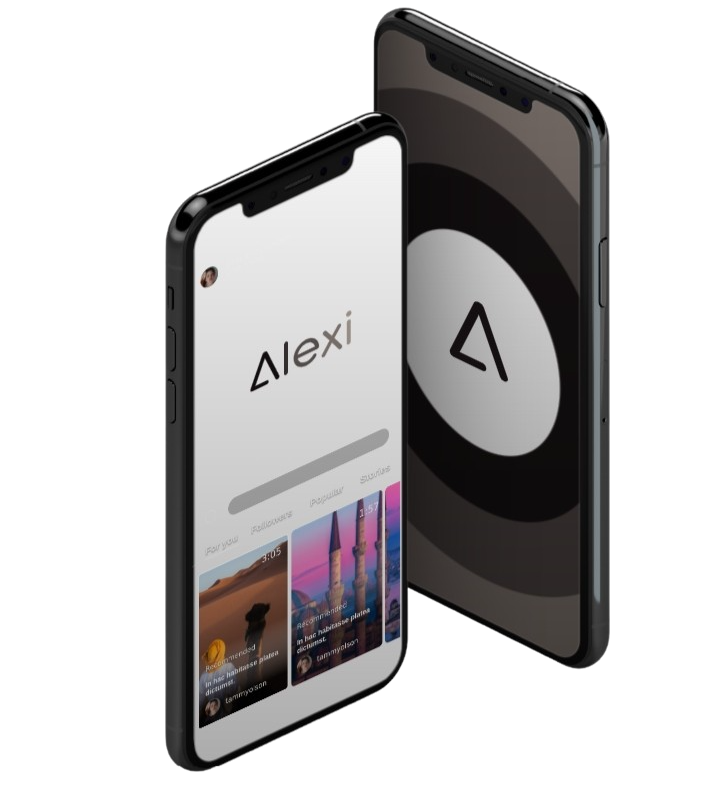 Alexi
For you Followers Popular Stories
3:05
1:57
Recommended
In hac habitasse platea
dictumst.
tammyolson
Recommended
In hac habitasse platea
dictumst.
tammyolson